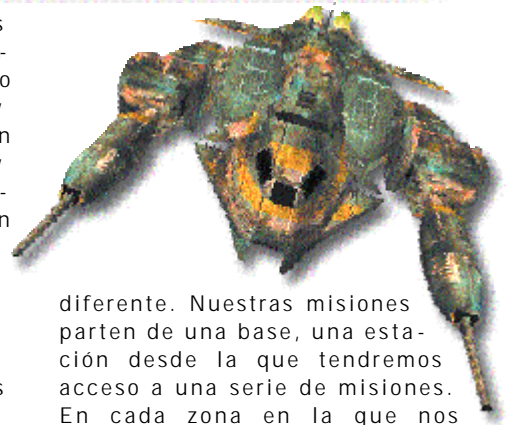 s
-
o
n
-
n
s
diferente. Nuestras misiones
parten de una base, una esta-
ción desde la que tendremos
acceso a una serie de misiones.
En cada zona en la que nos